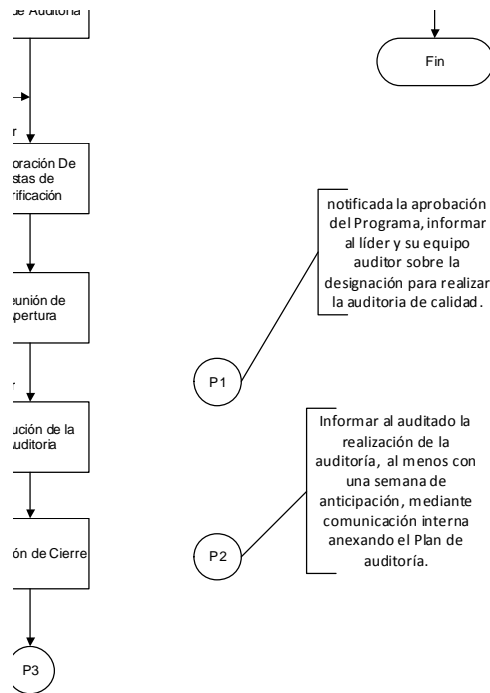 de Auditoria
Fin
r
oración De
stas de
rificación
notificada la aprobación
del Programa, informar
al líder y su equipo
auditor sobre la
designación para realizar
la auditoria de calidad.
eunión de
pertura
P1
ución de la
uditoria
Informar al auditado la
realización de la
auditoría, al menos con
una semana de
anticipación, mediante
comunicación interna
anexando el Plan de
auditoría.
ón de Cierre
P2
P3